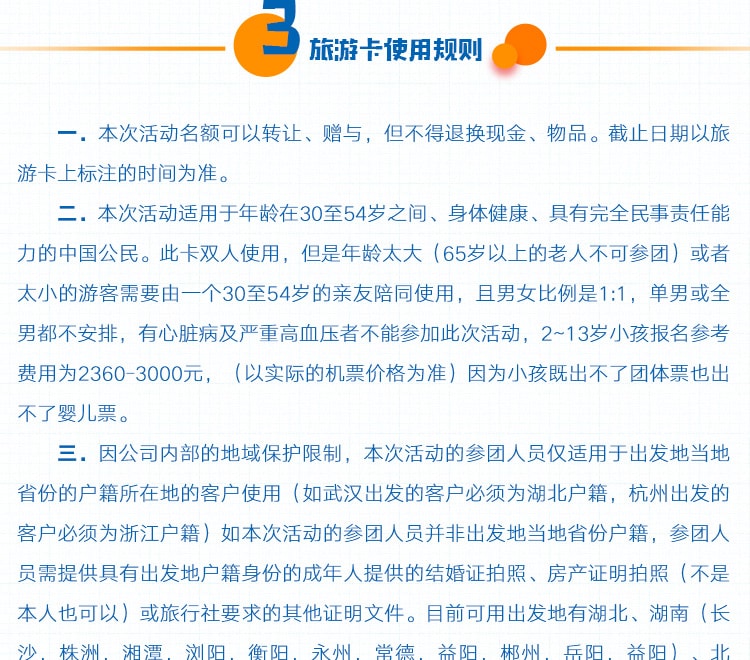 3 旅游卡使用规则
一. 本次活动名额可以转让、赠与，但不得退换现金、物品。截止日期以旅
游卡上标注的时间为准。
二. 本次活动适用于年龄在30至54岁之间、身体健康、具有完全民事责任能
力的中国公民。此卡双人使用，但是年龄太大（65岁以上的老人不可参团）或者
太小的游客需要由一个30至54岁的亲友陪同使用，且男女比例是1:1，单男或全
男都不安排，有心脏病及严重高血压者不能参加此次活动，2~13岁小孩报名参考
费用为2360-3000元，（以实际的机票价格为准）因为小孩既出不了团体票也出
不了婴儿票。
三. 因公司内部的地域保护限制，本次活动的参团人员仅适用于出发地当地
省份的户籍所在地的客户使用（如武汉出发的客户必须为湖北户籍，杭州出发的
客户必须为浙江户籍）如本次活动的参团人员并非出发地当地省份户籍，参团人
员需提供具有出发地户籍身份的成年人提供的结婚证拍照、房产证明拍照（不是
本人也可以）或旅行社要求的其他证明文件。目前可用出发地有湖北、湖南（长
沙，株洲，湘潭，浏阳，衡阳，永州，常德，益阳，郴州，岳阳，益阳）、北